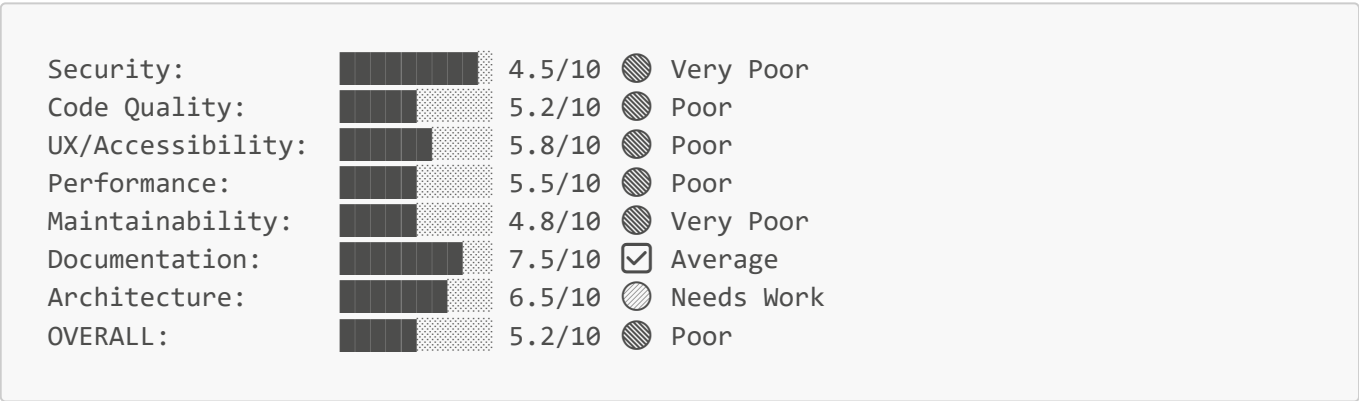 Security: █████████░ 4.5/10 Very Poor
Code Quality: █████░░░░░ 5.2/10 Poor
UX/Accessibility: ██████░░░░ 5.8/10 Poor
Performance: █████░░░░░ 5.5/10 Poor
Maintainability: █████░░░░░ 4.8/10 Very Poor
Documentation: ████████░░ 7.5/10 ☑ Average
Architecture: ███████░░░ 6.5/10 Needs Work
OVERALL: █████░░░░░ 5.2/10 Poor